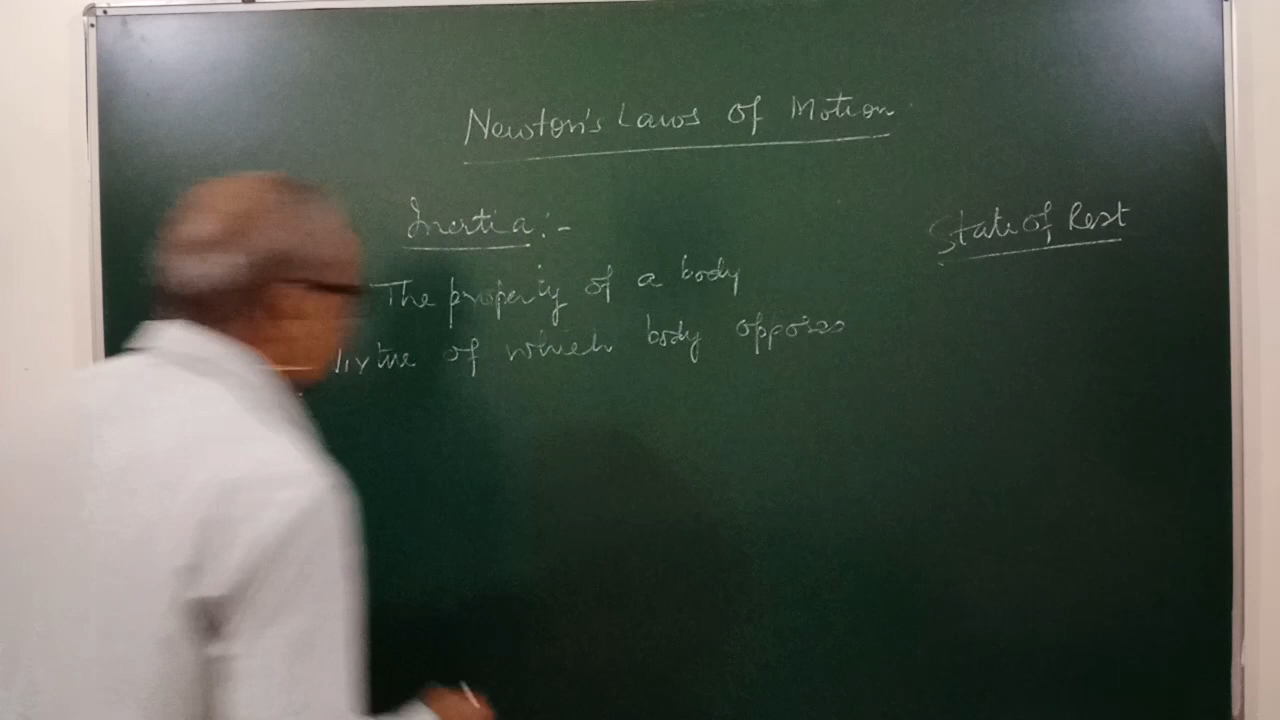 Newton's Laws of Motion
Inertia:-
State of Rest
The property of a body
virtue of which body opposes